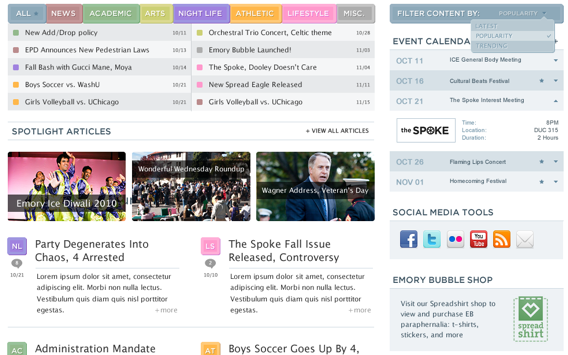 ALL
NEWS
ACADEMIC
ARTS
NIGHT LIFE
ATHLETIC
LIFESTYLE
MISC.
New Add/Drop policy 10/11
EPD Announces New Pedestrian Laws 10/13
Fall Bash with Gucci Mane, Moya 10/14
Boys Soccer vs. WashU 10/21
Girls Volleyball vs. UChicago 10/21
Orchestral Trio Concert, Celtic theme 10/28
Emory Bubble Launched! 11/03
The Spoke, Dooley Doesn't Care 11/04
New Spread Eagle Released 11/11
Girls Volleyball vs. UChicago 11/15
SPOTLIGHT ARTICLES
+ VIEW ALL ARTICLES
Emory Ice Diwali 2010
Wonderful Wednesday Roundup
Wagner Address, Veteran's Day
NL
10/21
Party Degenerates Into
Chaos, 4 Arrested
Lorem ipsum dolor sit amet, consectetur
adipiscing elit. Morbi non nulla lectus.
Vestibulum quis diam quis nisl porttitor
egestas.
+more
LS
10/10
The Spoke Fall Issue
Released, Controversy
Lorem ipsum dolor sit amet, consectetur
adipiscing elit. Morbi non nulla lectus.
Vestibulum quis diam quis nisl porttitor
egestas.
+more
AC
Administration Mandate
AT
Boys Soccer Goes Up By 4,
FILTER CONTENT BY:
POPULARITY
LATEST
POPULARITY
TRENDING
EVENT CALENDA
OCT 11 ICE General Body Meeting
OCT 16 Cultural Beats Festival
OCT 21 The Spoke Interest Meeting
the SPOKE
Time: 8PM
Location: DUC 315
Duration: 2 Hours
OCT 26 Flaming Lips Concert
NOV 01 Homecoming Festival
SOCIAL MEDIA TOOLS
You
Tube
EMORY BUBBLE SHOP
Visit our Spreadshirt shop to
view and purchase EB
paraphernalia: t-shirts,
stickers, and more
spread
shirt